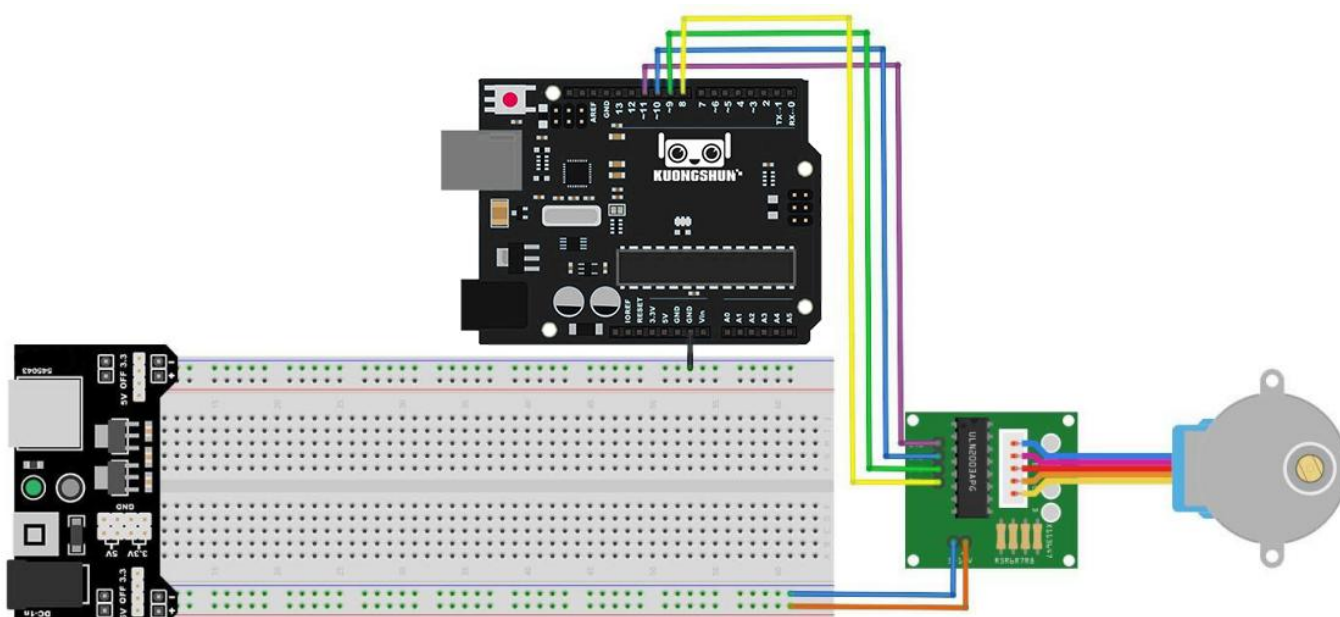 AREF
GND
13
12
~11
~10
~9
8
7
~6
~5
4
~3
2
TX→1
RX←0
KUONGSHUN
IOREF
RESET
3.3V
5V
GND
GND
Vin
A0
A1
A2
A3
A4
A5
545043
5V OFF 3.3
-
+
GND
5V
3.3V
5V OFF 3.3
-
+
ULN2003APG
R5R6R7R8